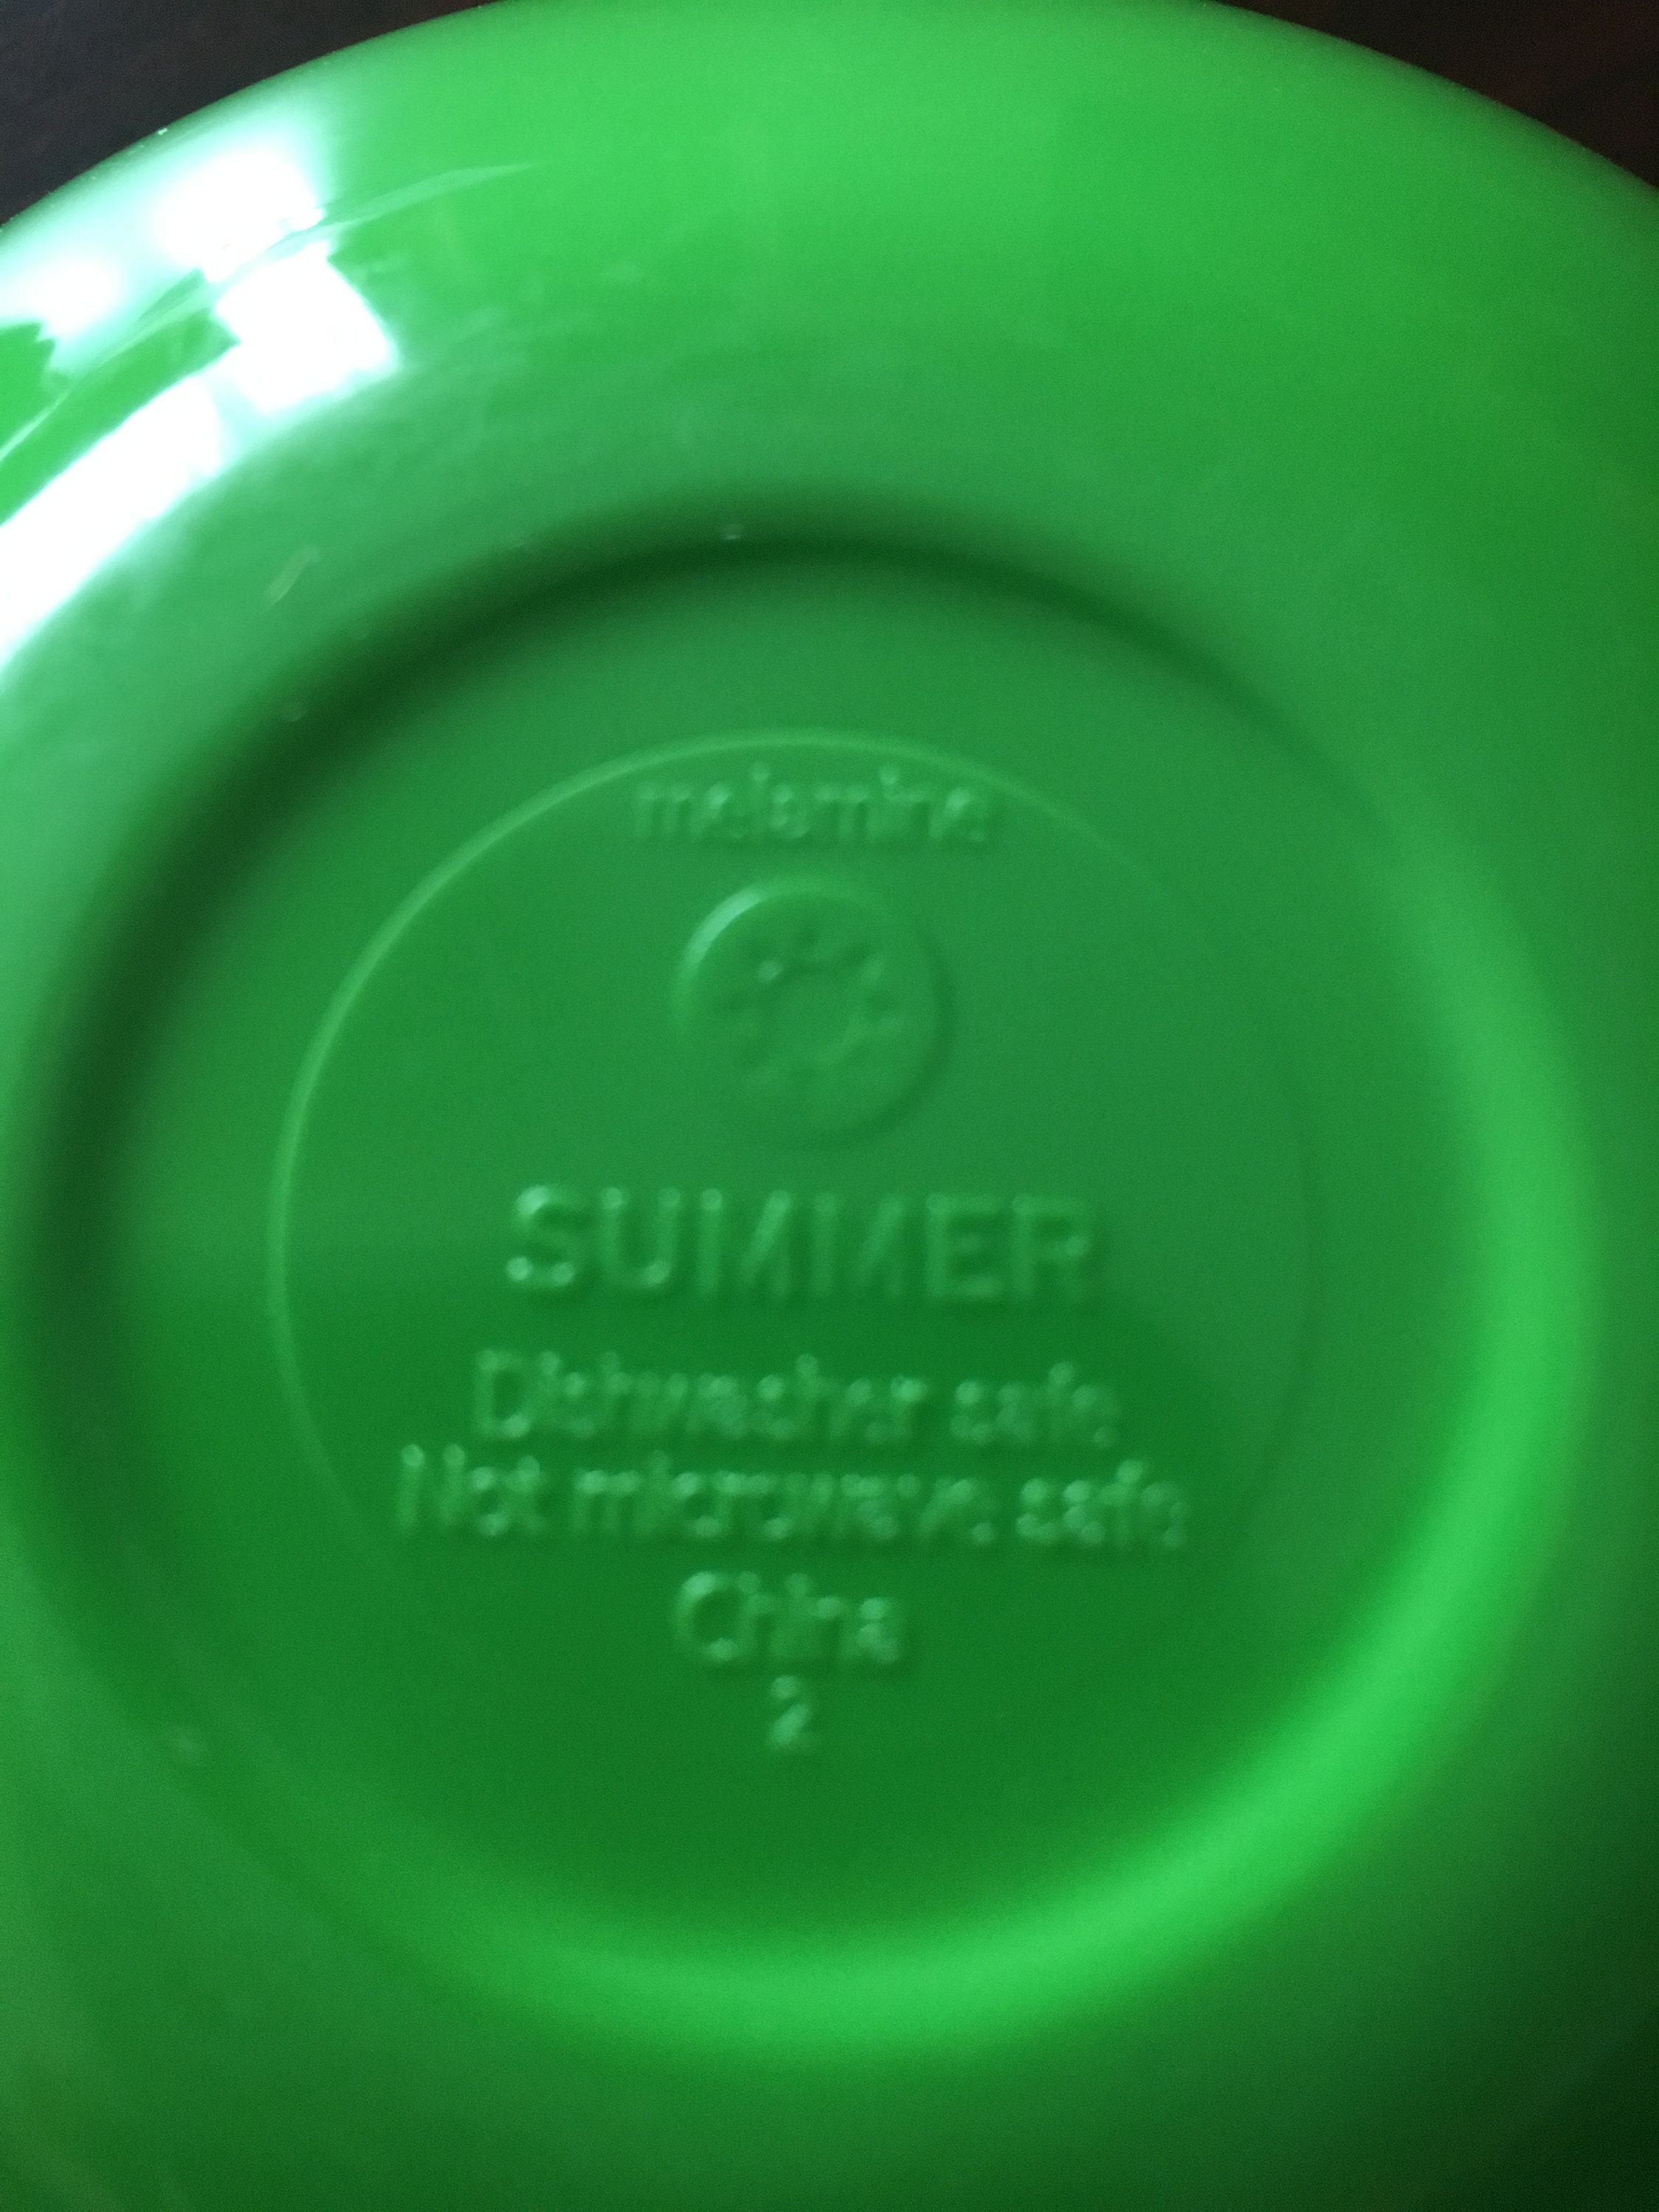 melamine
SUMMER
Dishwasher safe
Not microwave safe
China
2